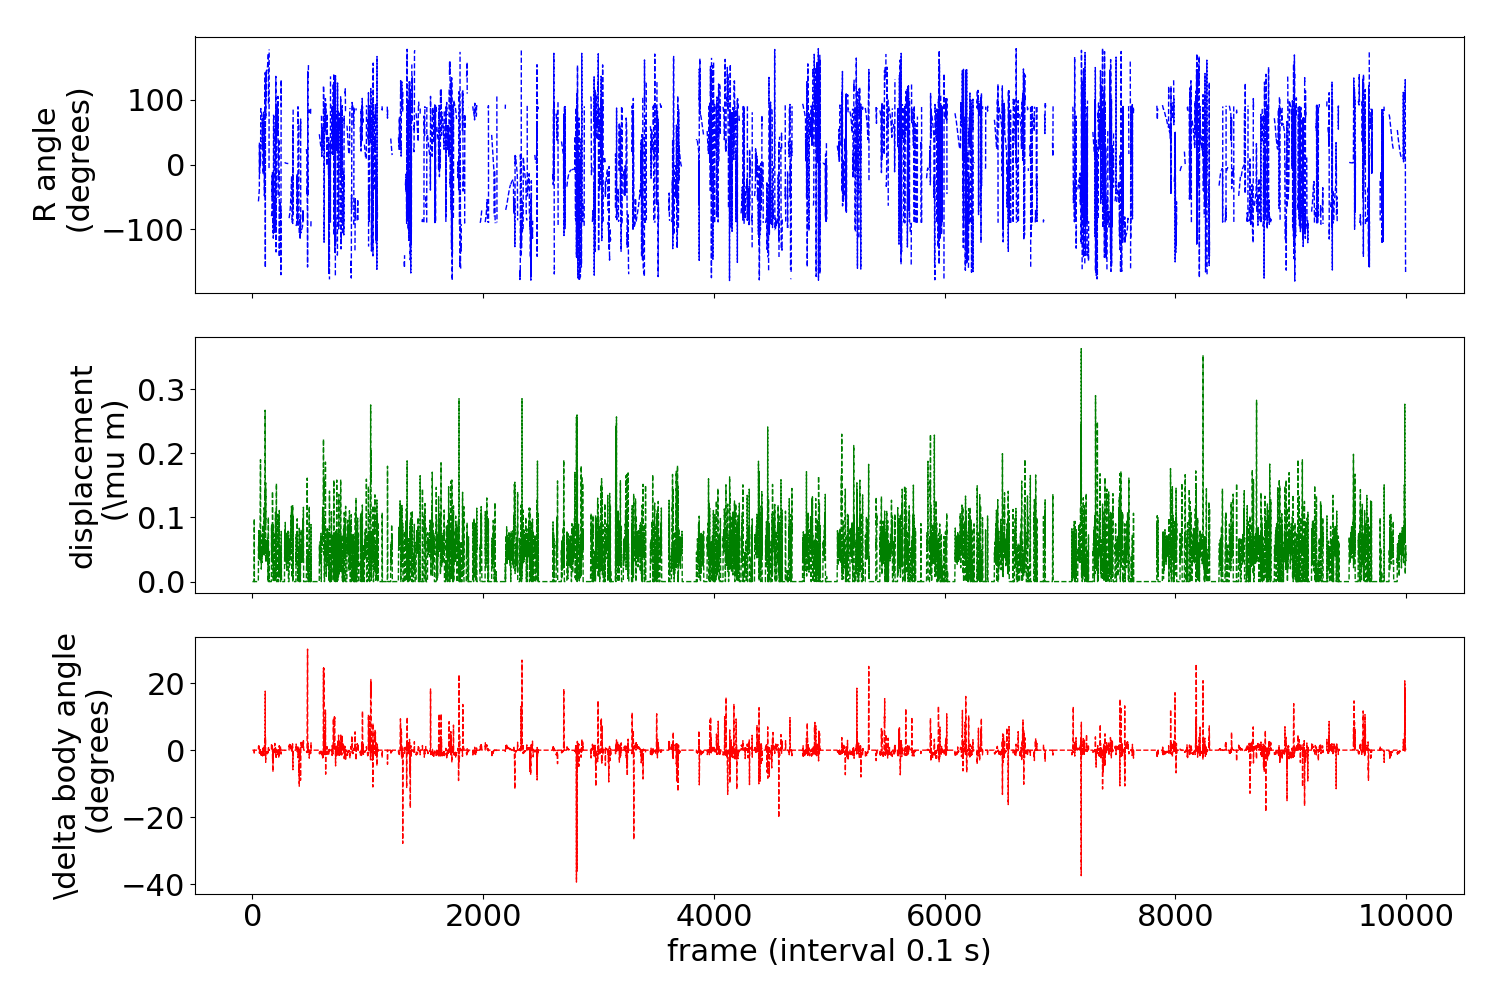 R angle
(degrees)
100
0
−100
displacement
(\mu m)
0.3
0.2
0.1
0.0
\delta body angle
(degrees)
20
0
−20
−40
0 2000 4000 6000 8000 10000
frame (interval 0.1 s)